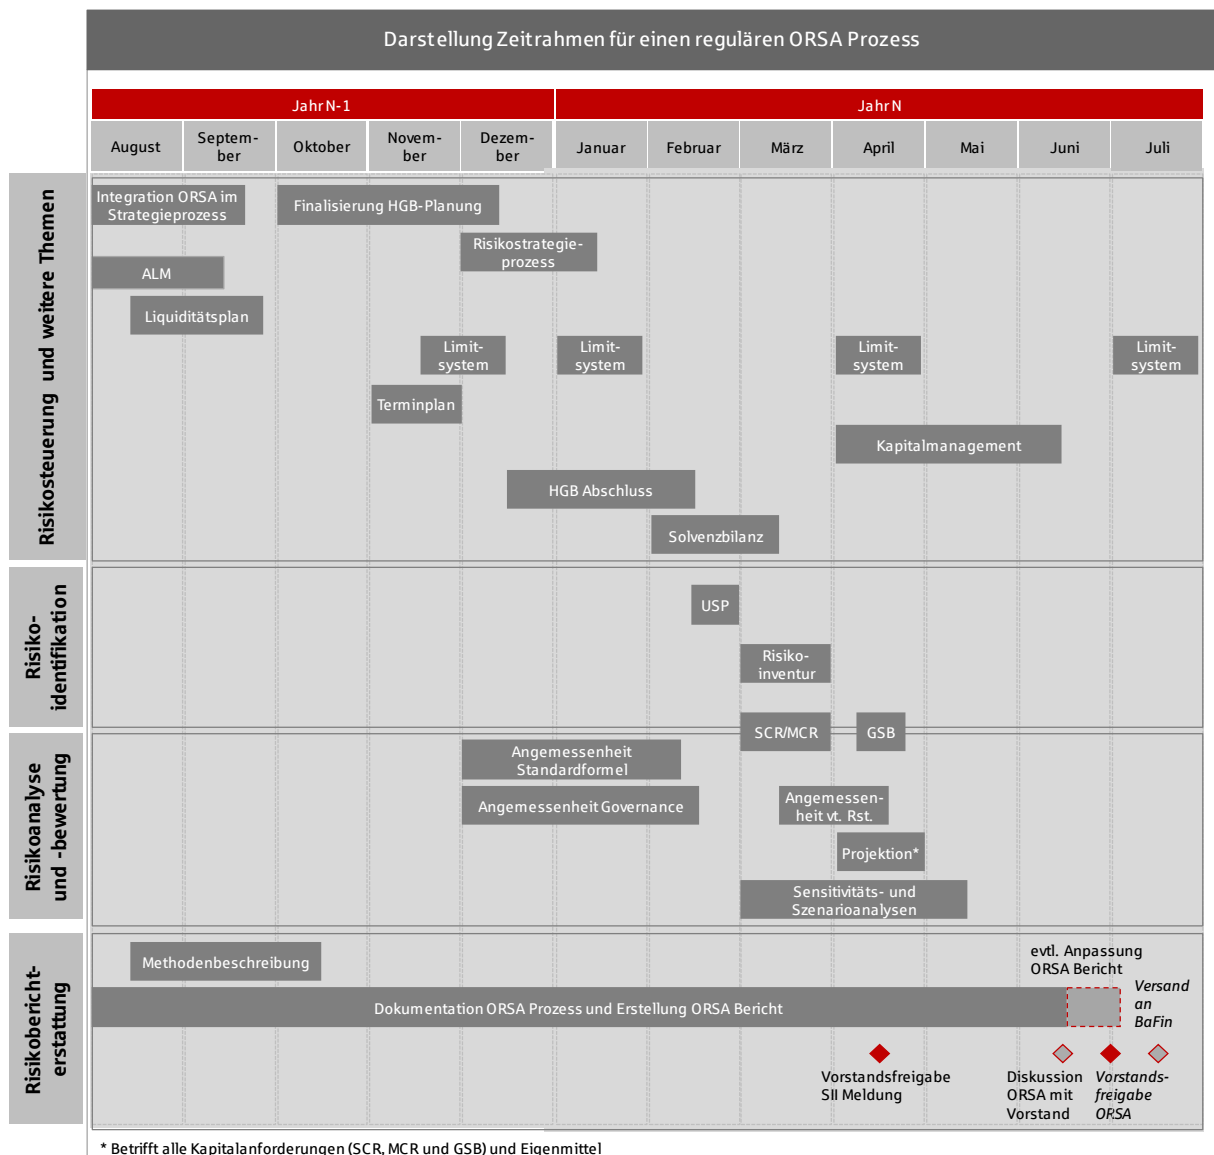 Darstellung Zeitrahmen für einen regulären ORSA Prozess
Jahr N-1
Jahr N
August
Septem-
ber
Oktober
Novem-
ber
Dezem-
ber
Januar
Februar
März
April
Mai
Juni
Juli
Risikosteuerung und weitere Themen
Integration ORSA im
Strategieprozess
Finalisierung HGB-Planung
Risikostrategie-
prozess
ALM
Liquiditätsplan
Limit-
system
Limit-
system
Limit-
system
Limit-
system
Terminplan
Kapitalmanagement
HGB Abschluss
Solvenzbilanz
Risiko-
identifikation
USP
Risiko-
inventur
SCR/MCR
GSB
Risikoanalyse
und -bewertung
Angemessenheit
Standardformel
Angemessenheit Governance
Angemessen-
heit vt. Rst.
Projektion*
Sensitivitäts- und
Szenarioanalysen
Risikobericht-
erstattung
Methodenbeschreibung
evtl. Anpassung
ORSA Bericht
Dokumentation ORSA Prozess und Erstellung ORSA Bericht
Versand
an
BaFin
Vorstandsfreigabe
SII Meldung
Diskussion
ORSA mit
Vorstand
Vorstands-
freigabe
ORSA
* Betrifft alle Kapitalanforderungen (SCR, MCR und GSB) und Eigenmittel